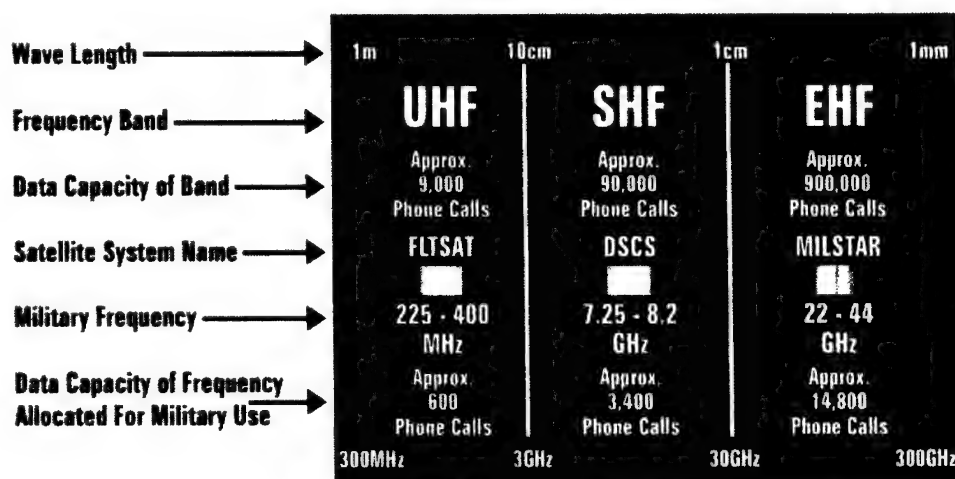 Wave Length
1m 10cm 1cm 1mm
Frequency Band
UHF SHF EHF
Data Capacity of Band
Approx. Approx. Approx.
9,000 90,000 900,000
Phone Calls Phone Calls Phone Calls
Satellite System Name
FLTSAT DSCS MILSTAR
Military Frequency
225 - 400 7.25 - 8.2 22 - 44
MHz GHz GHz
Data Capacity of Frequency
Allocated For Military Use
Approx. Approx. Approx.
600 3,400 14,800
Phone Calls Phone Calls Phone Calls
300MHz 3GHz 30GHz 300GHz